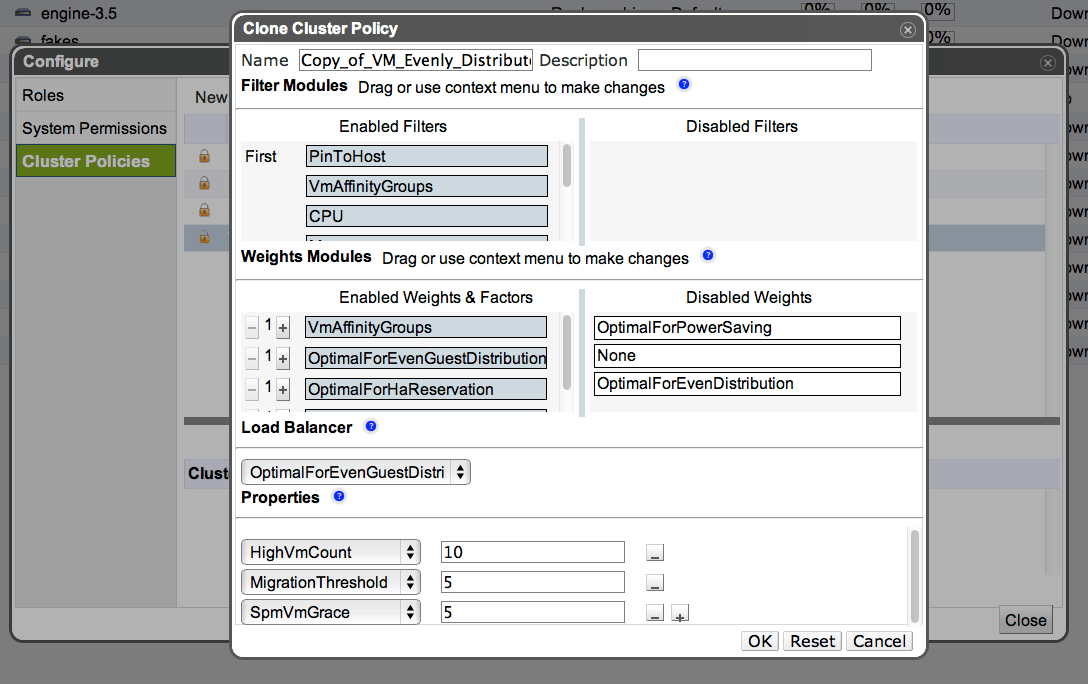 engine-3.5
Default
0%
0%
0%
Down
fakes
0%
Down
Configure
Roles
System Permissions
Cluster Policies
New
Clone Cluster Policy
Name Copy_of_VM_Evenly_Distribut Description
Filter Modules Drag or use context menu to make changes ?
Enabled Filters
Disabled Filters
First PinToHost
VmAffinityGroups
CPU
Weights Modules Drag or use context menu to make changes ?
Enabled Weights & Factors
Disabled Weights
− 1 + VmAffinityGroups
− 1 + OptimalForEvenGuestDistribution
− 1 + OptimalForHaReservation
OptimalForPowerSaving
None
OptimalForEvenDistribution
Load Balancer ?
Clust
OptimalForEvenGuestDistri
Properties ?
HighVmCount 10 _
MigrationThreshold 5 _
SpmVmGrace 5 _ +
OK Reset Cancel
Close